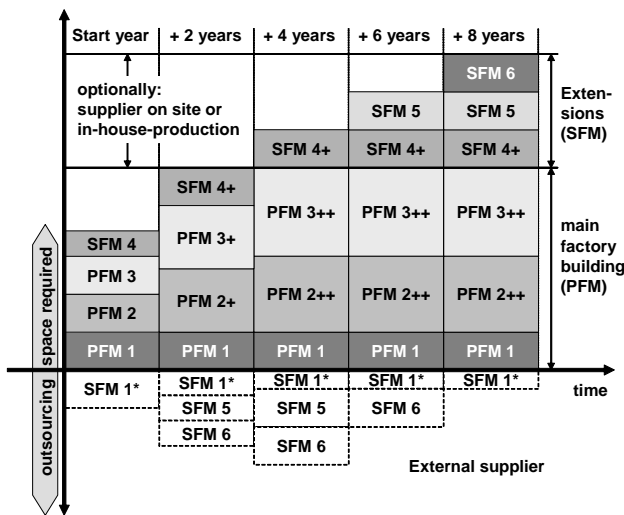 Start year + 2 years + 4 years + 6 years + 8 years
optionally:
supplier on site or
in-house-production
SFM 6
SFM 5 SFM 5
SFM 4+ SFM 4+ SFM 4+
Exten-
sions
(SFM)
SFM 4+
SFM 4 PFM 3+ PFM 3++ PFM 3++ PFM 3++
PFM 3
PFM 2 PFM 2+ PFM 2++ PFM 2++ PFM 2++
PFM 1 PFM 1 PFM 1 PFM 1 PFM 1
main
factory
building
(PFM)
SFM 1* SFM 1* SFM 1* SFM 1* SFM 1*
SFM 5 SFM 5 SFM 6
SFM 6 SFM 6
time
External supplier
outsourcing space required